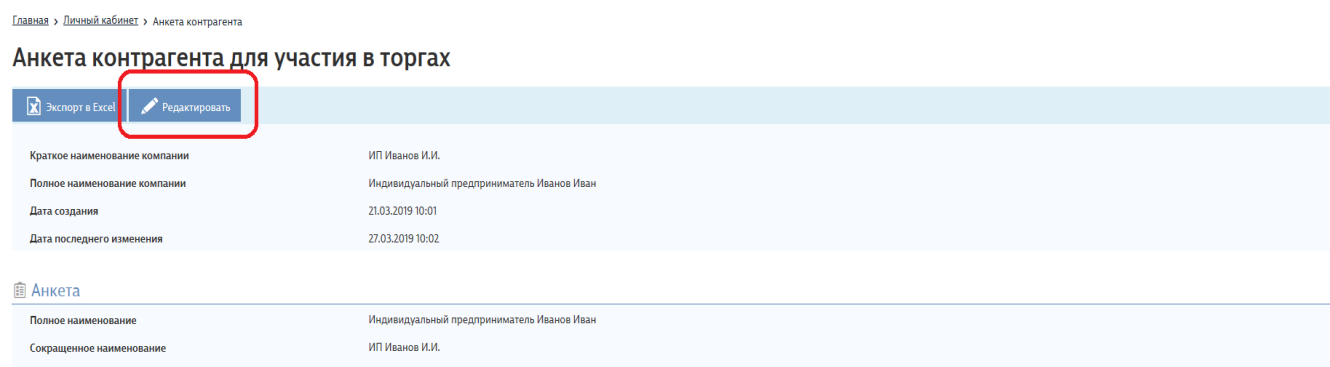 Главная > Личный кабинет > Анкета контрагента
Анкета контрагента для участия в торгах
Экспорт в Excel Редактировать
Краткое наименование компании ИП Иванов И.И.
Полное наименование компании Индивидуальный предприниматель Иванов Иван
Дата создания 21.03.2019 10:01
Дата последнего изменения 27.03.2019 10:02
Анкета
Полное наименование Индивидуальный предприниматель Иванов Иван
Сокращенное наименование ИП Иванов И.И.